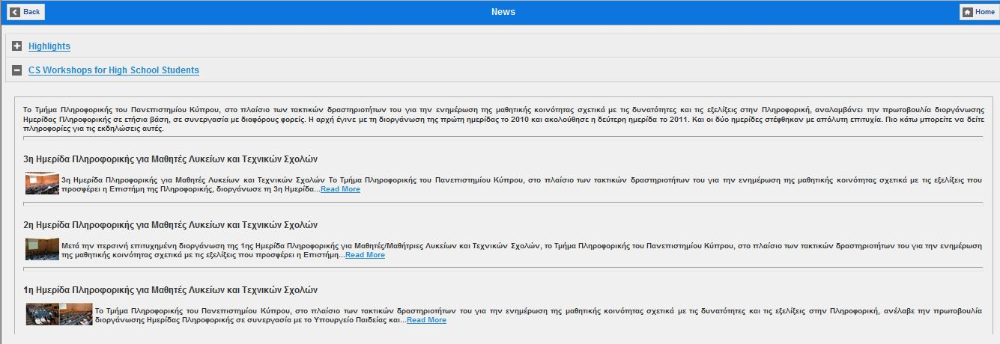 Back
News
Home
Highlights
CS Workshops for High School Students
Το Τμήμα Πληροφορικής του Πανεπιστημίου Κύπρου, στο πλαίσιο των τακτικών δραστηριοτήτων του για την ενημέρωση της μαθητικής κοινότητας σχετικά με τις δυνατότητες και τις εξελίξεις στην Πληροφορική, αναλαμβάνει την πρωτοβουλία διοργάνωσης
Ημερίδας Πληροφορικής σε ετήσια βάση, σε συνεργασία με διαφόρους φορείς. Η αρχή έγινε με τη διοργάνωση της πρώτη ημερίδας το 2010 και ακολούθησε η δεύτερη ημερίδα το 2011. Και οι δύο ημερίδες στέφθηκαν με απόλυτη επιτυχία. Πιο κάτω μπορείτε να δείτε
πληροφορίες για τις εκδηλώσεις αυτές.
3η Ημερίδα Πληροφορικής για Μαθητές Λυκείων και Τεχνικών Σχολών
3η Ημερίδα Πληροφορικής για Μαθητές Λυκείων και Τεχνικών Σχολών Το Τμήμα Πληροφορικής του Πανεπιστημίου Κύπρου, στο πλαίσιο των τακτικών δραστηριοτήτων του για την ενημέρωση της μαθητικής κοινότητας σχετικά με τις εξελίξεις που
προσφέρει η Επιστήμη της Πληροφορικής, διοργάνωσε τη 3η Ημερίδα...Read More
2η Ημερίδα Πληροφορικής για Μαθητές Λυκείων και Τεχνικών Σχολών
Μετά την περσινή επιτυχημένη διοργάνωση της 1ης Ημερίδα Πληροφορικής για Μαθητές/Μαθήτριες Λυκείων και Τεχνικών Σχολών, το Τμήμα Πληροφορικής του Πανεπιστημίου Κύπρου, στο πλαίσιο των τακτικών δραστηριοτήτων του για την ενημέρωση
της μαθητικής κοινότητας σχετικά με τις εξελίξεις που προσφέρει η Επιστήμη...Read More
1η Ημερίδα Πληροφορικής για Μαθητές Λυκείων και Τεχνικών Σχολών
Το Τμήμα Πληροφορικής του Πανεπιστημίου Κύπρου, στο πλαίσιο των τακτικών δραστηριοτήτων του για την ενημέρωση της μαθητικής κοινότητας σχετικά με τις δυνατότητες και τις εξελίξεις στην Πληροφορική, ανέλαβε την πρωτοβουλία
διοργάνωσης Ημερίδας Πληροφορικής σε συνεργασία με το Υπουργείο Παιδείας και...Read More